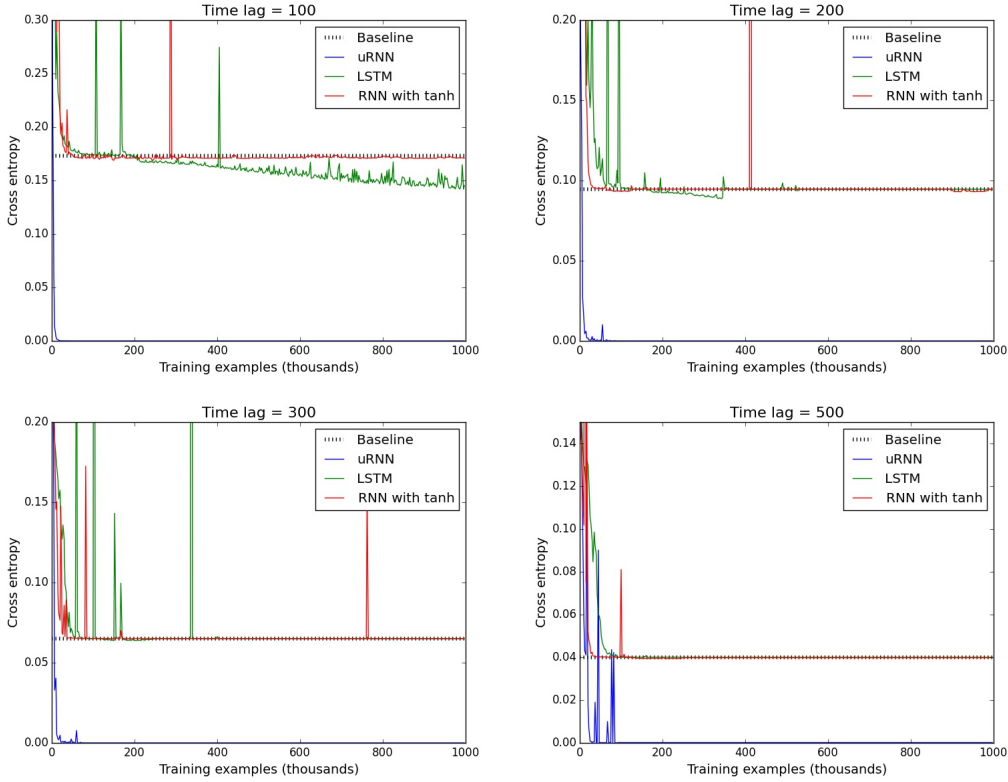 Time lag = 100
0.30
0.25
0.20
0.15
0.10
0.05
0.00
Cross entropy
Baseline
uRNN
LSTM
RNN with tanh
0 200 400 600 800 1000
Training examples (thousands)
Time lag = 200
0.20
0.15
0.10
0.05
0.00
Cross entropy
Baseline
uRNN
LSTM
RNN with tanh
0 200 400 600 800 1000
Training examples (thousands)
Time lag = 300
0.20
0.15
0.10
0.05
0.00
Cross entropy
Baseline
uRNN
LSTM
RNN with tanh
0 200 400 600 800 1000
Training examples (thousands)
Time lag = 500
0.14
0.12
0.10
0.08
0.06
0.04
0.02
0.00
Cross entropy
Baseline
uRNN
LSTM
RNN with tanh
0 200 400 600 800 1000
Training examples (thousands)